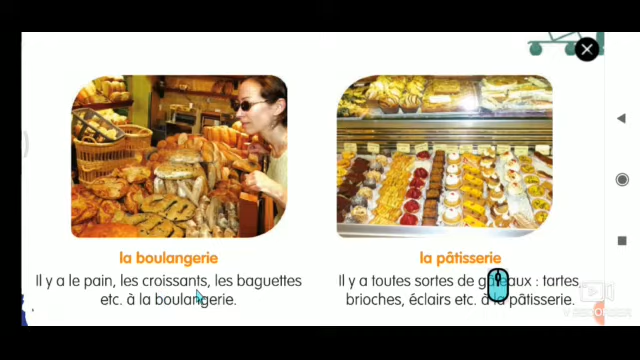 la boulangerie
Il y a le pain, les croissants, les baguettes
etc. à la boulangerie.
la pâtisserie
Il y a toutes sortes de gâteaux : tartes,
brioches, éclairs etc. à la pâtisserie.